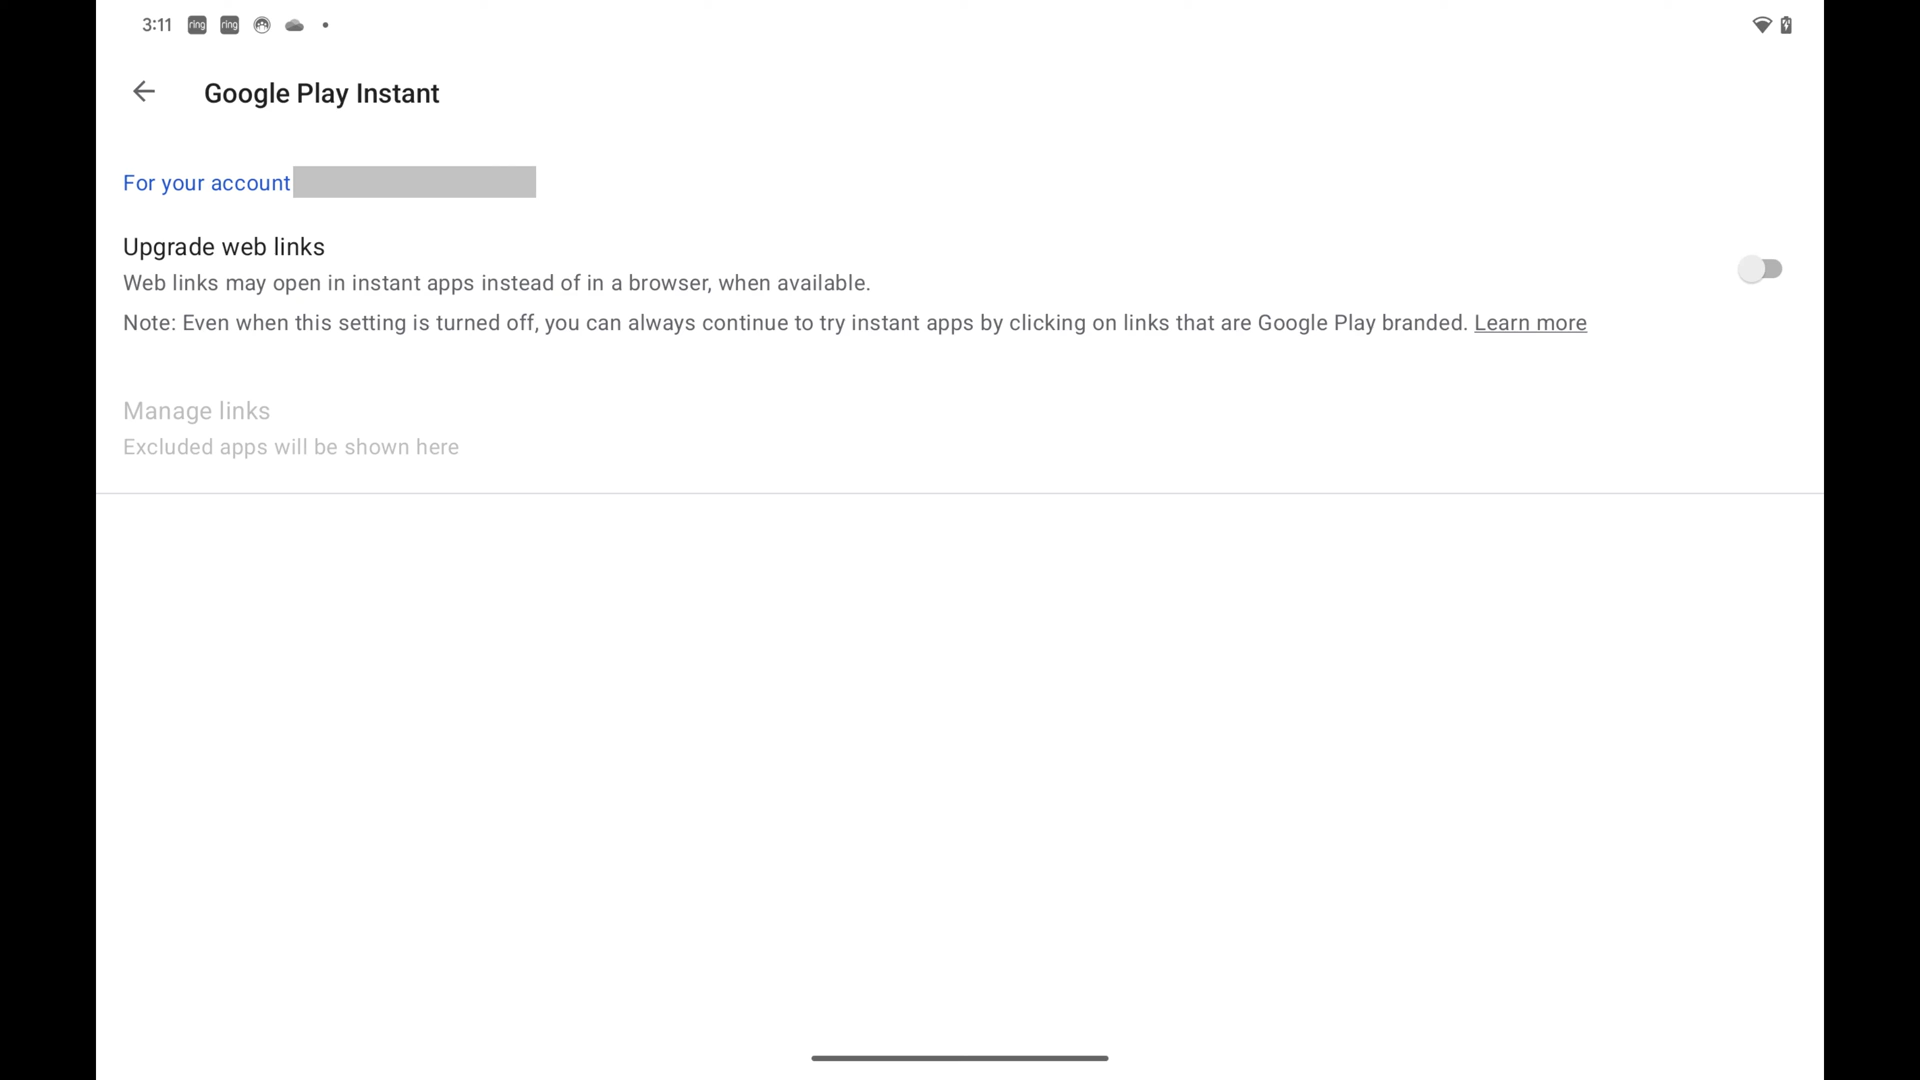 3:11 ring ring
Google Play Instant
For your account
Upgrade web links
Web links may open in instant apps instead of in a browser, when available.
Note: Even when this setting is turned off, you can always continue to try instant apps by clicking on links that are Google Play branded. Learn more
Manage links
Excluded apps will be shown here